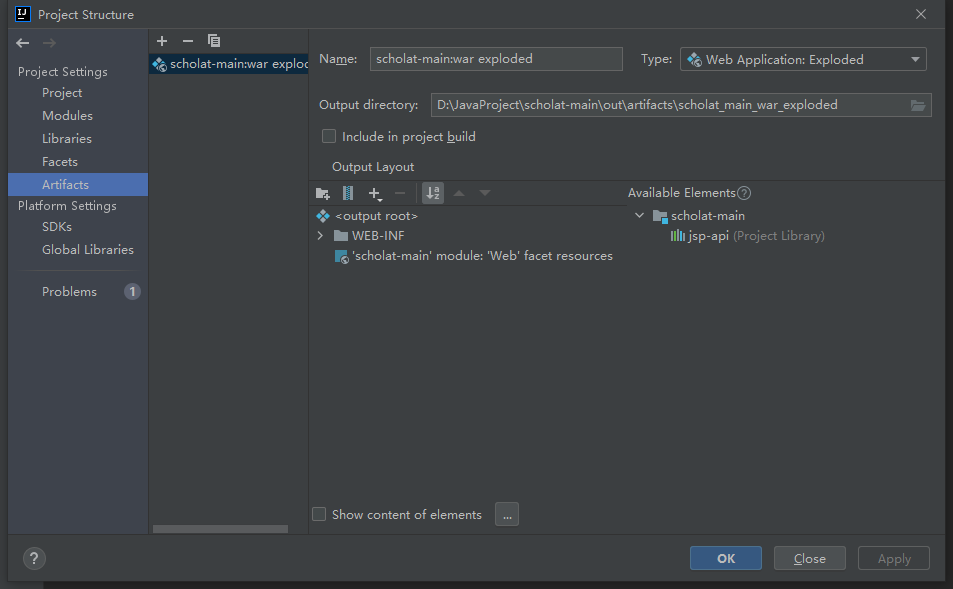 Project Structure
Project Settings
Project
Modules
Libraries
Facets
Artifacts
Platform Settings
SDKs
Global Libraries
Problems 1
scholat-main:war explod
Name: scholat-main:war exploded Type: Web Application: Exploded
Output directory: D:\JavaProject\scholat-main\out\artifacts\scholat_main_war_exploded
Include in project build
Output Layout
Available Elements ?
<output root>
WEB-INF
'scholat-main' module: 'Web' facet resources
scholat-main
jsp-api (Project Library)
Show content of elements ...
? OK Close Apply